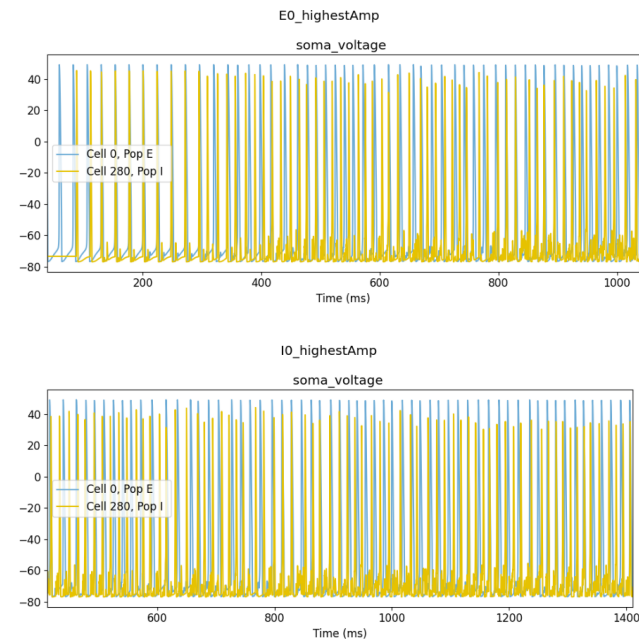 E0_highestAmp
soma_voltage
40
20
0
−20
−40
−60
−80
Cell 0, Pop E
Cell 280, Pop I
200
400
600
800
1000
Time (ms)
I0_highestAmp
soma_voltage
40
20
0
−20
−40
−60
−80
Cell 0, Pop E
Cell 280, Pop I
600
800
1000
1200
1400
Time (ms)